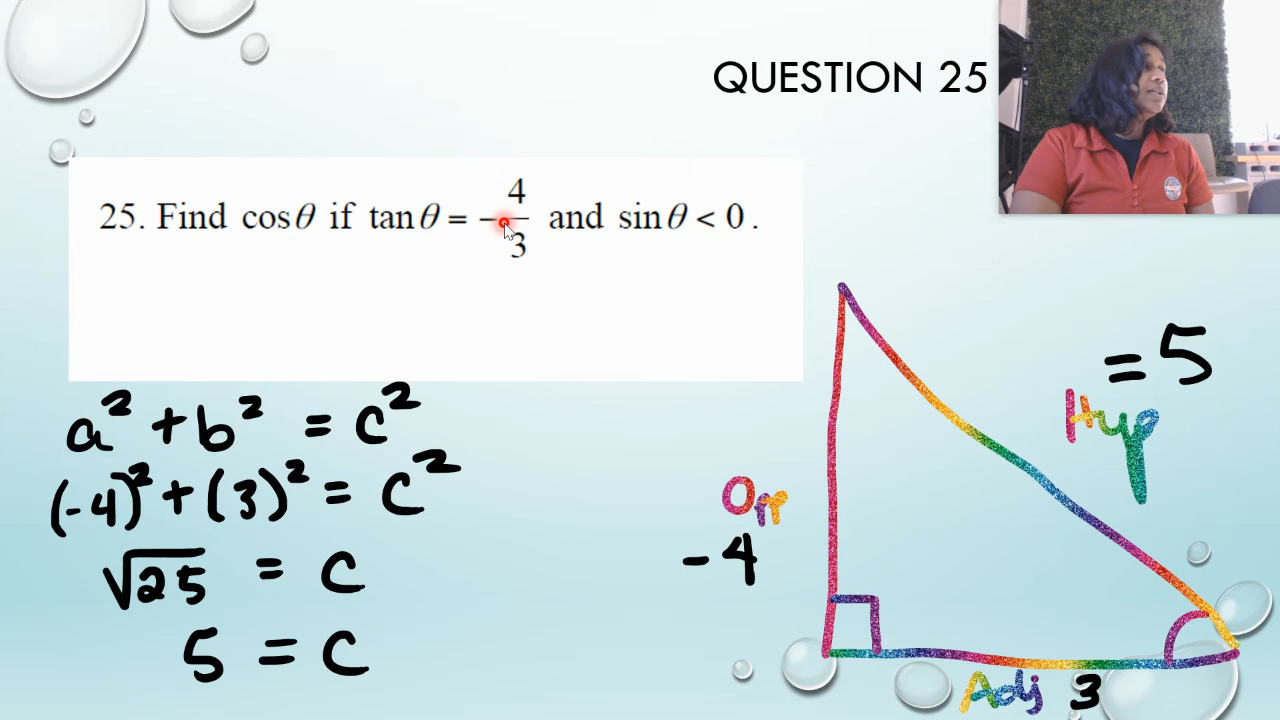 QUESTION 25
25. Find cos θ if tan θ = -4/3 and sin θ < 0.
a² + b² = c²
(-4)² + (3)² = c²
√25 = c
5 = c
= 5
Hyp
Opp
-4
Adj 3